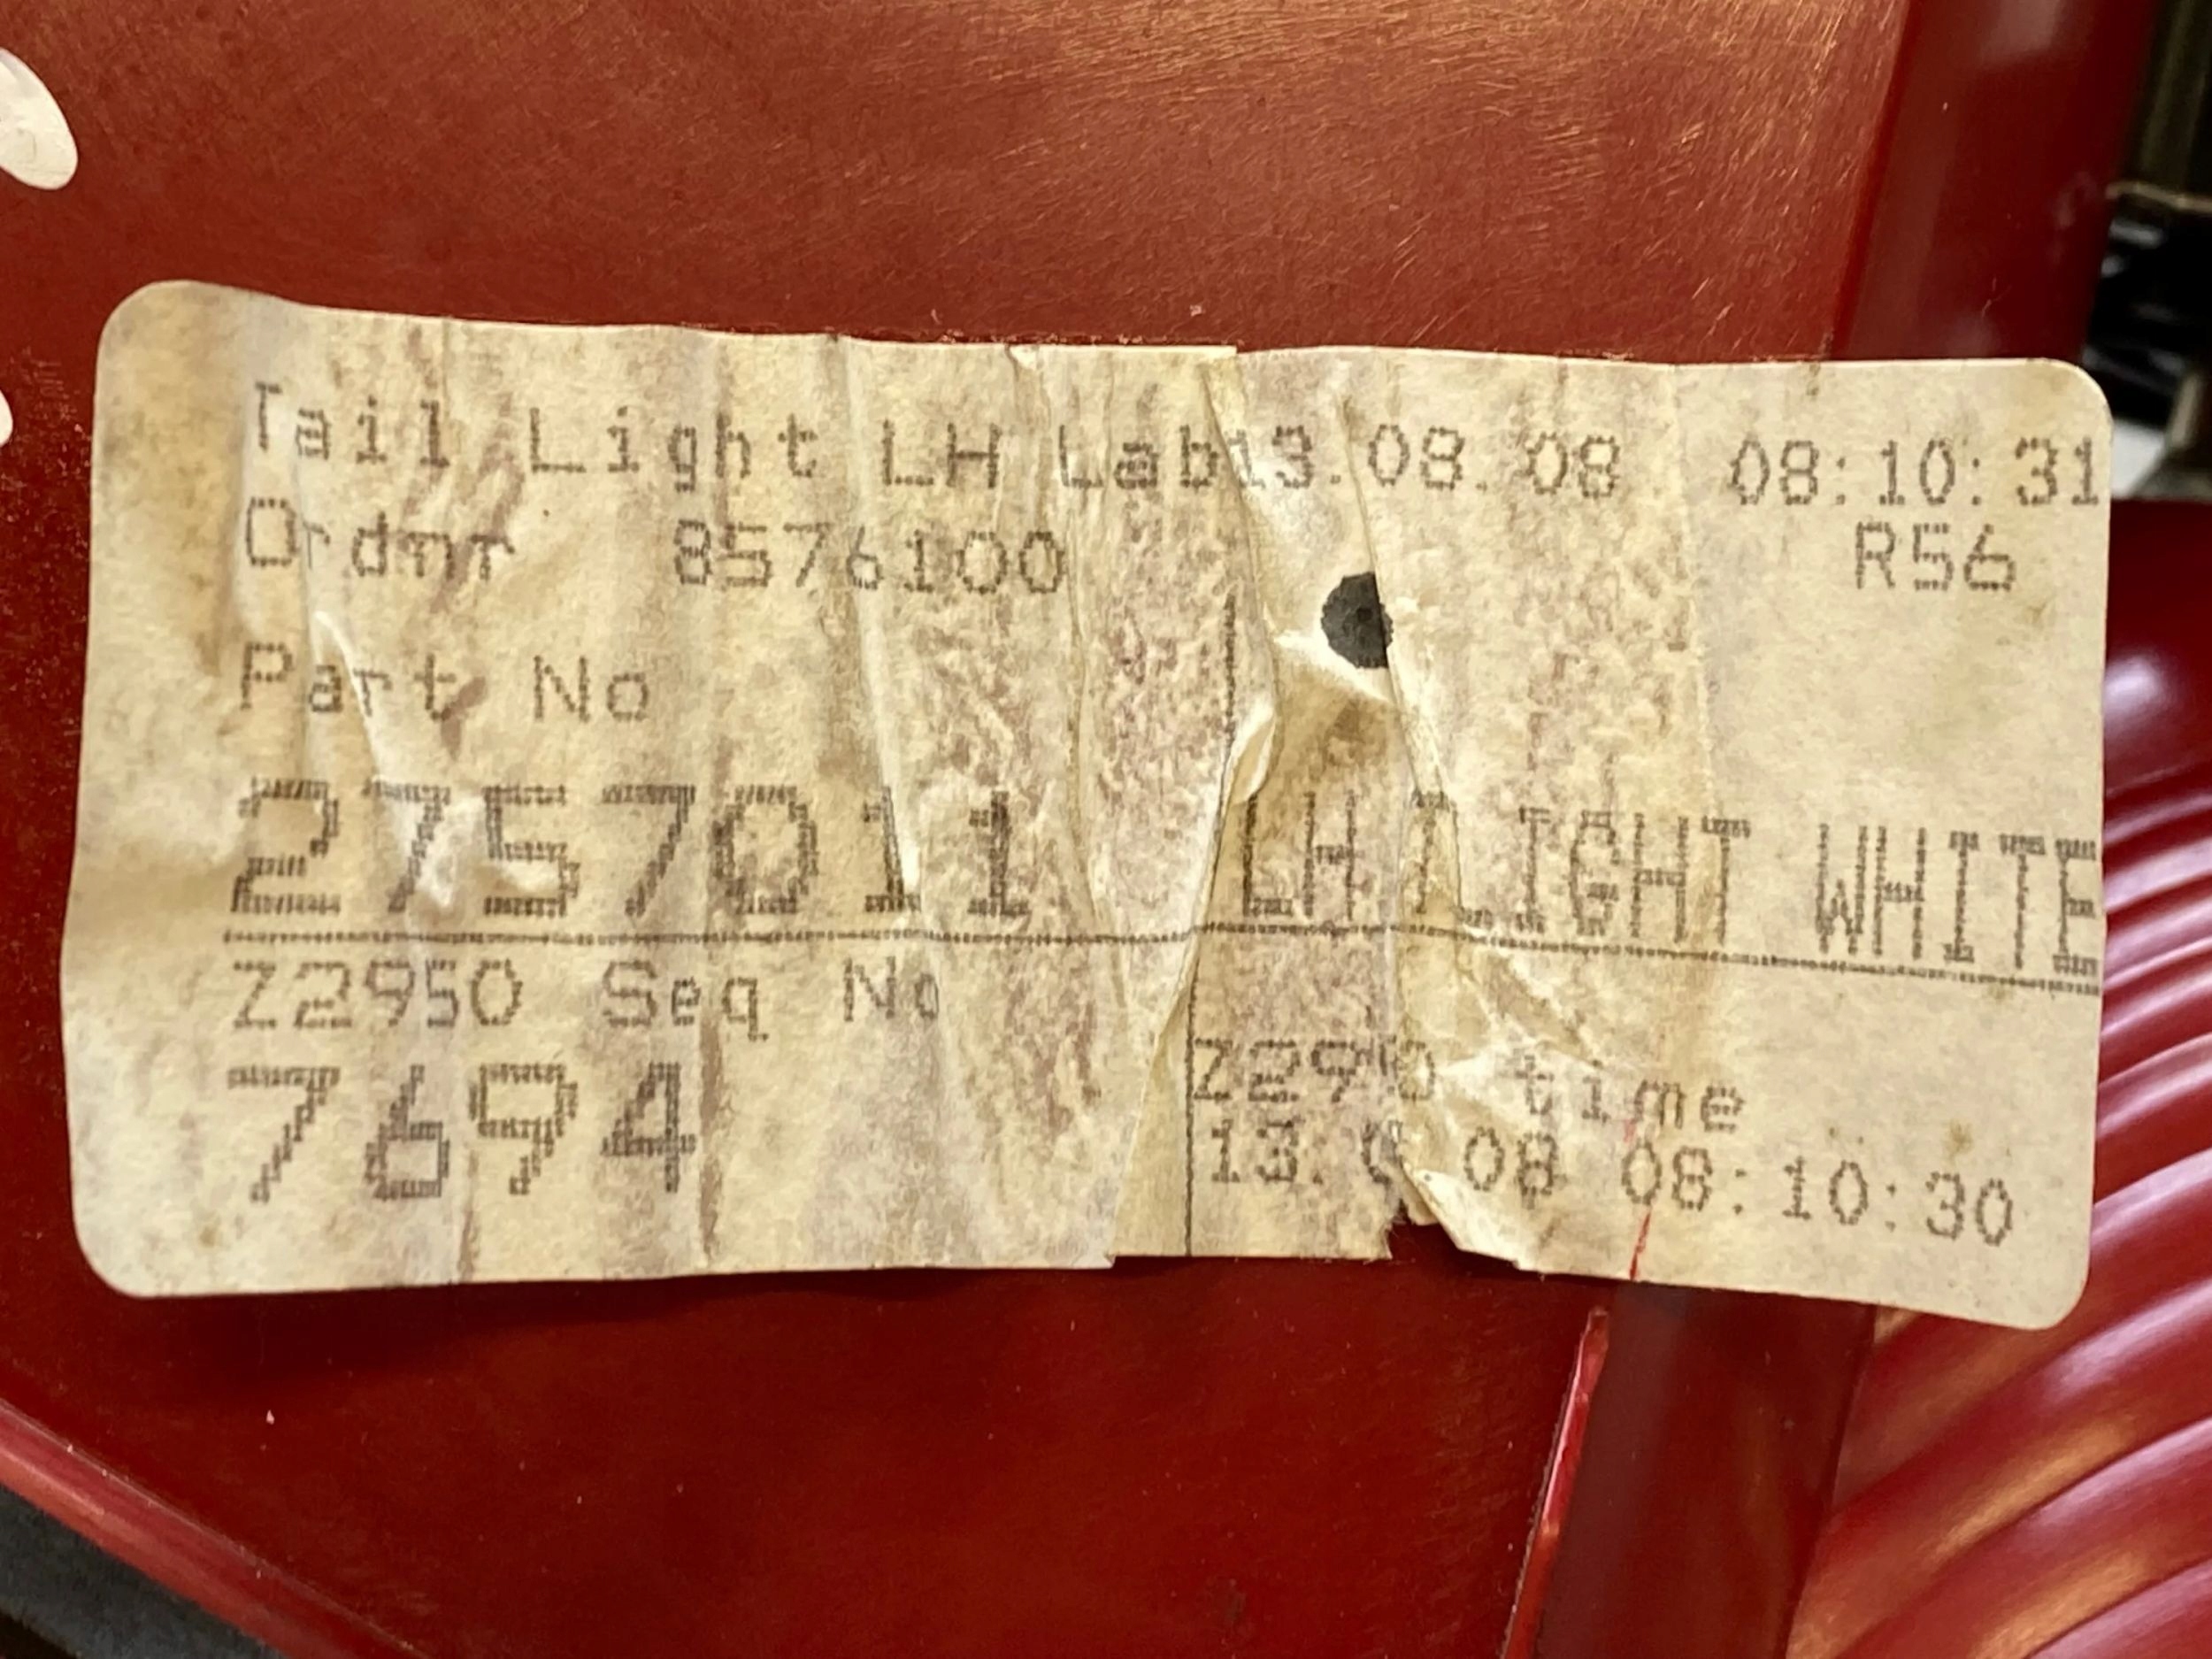 Tail Light LH Lab13.08.08 08:10:31
Ordnr 8576100 R56
Part No
2757011 LH LIGHT WHITE
Z2950 Seq No
7694
time
08 08:10:30